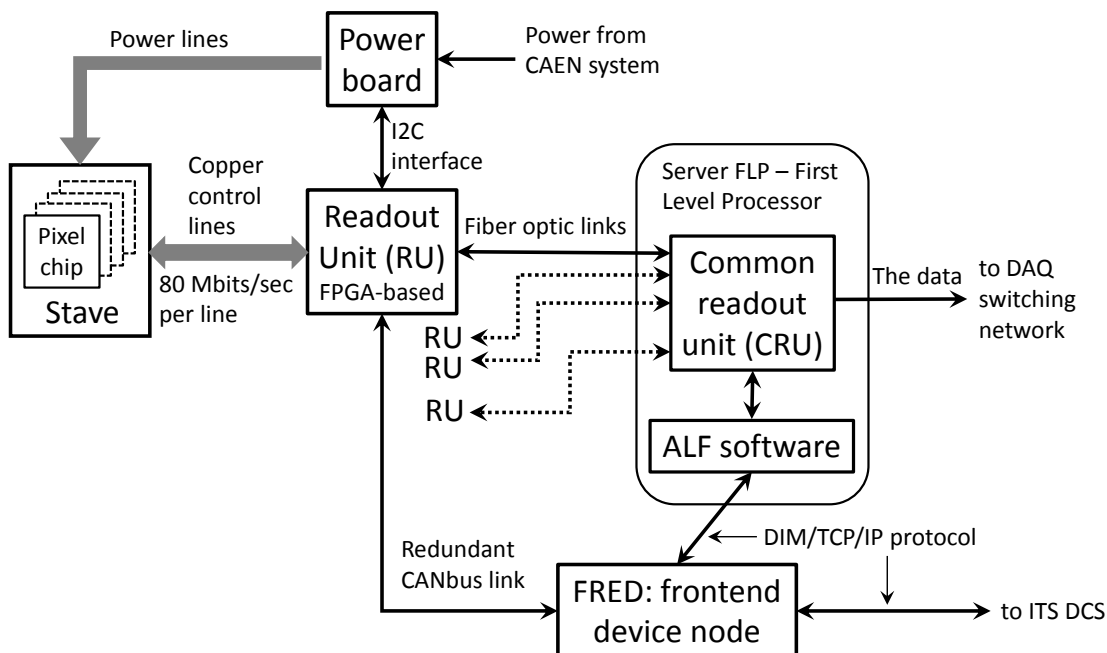 Power lines
Power
board
Power from
CAEN system
I2C
interface
Copper
control
lines
80 Mbits/sec
per line
Pixel
chip
Stave
Readout
Unit (RU)
FPGA-based
Fiber optic links
Server FLP – First
Level Processor
Common
readout
unit (CRU)
The data
to DAQ
switching
network
RU
RU
RU
ALF software
DIM/TCP/IP protocol
Redundant
CANbus link
FRED: frontend
device node
to ITS DCS